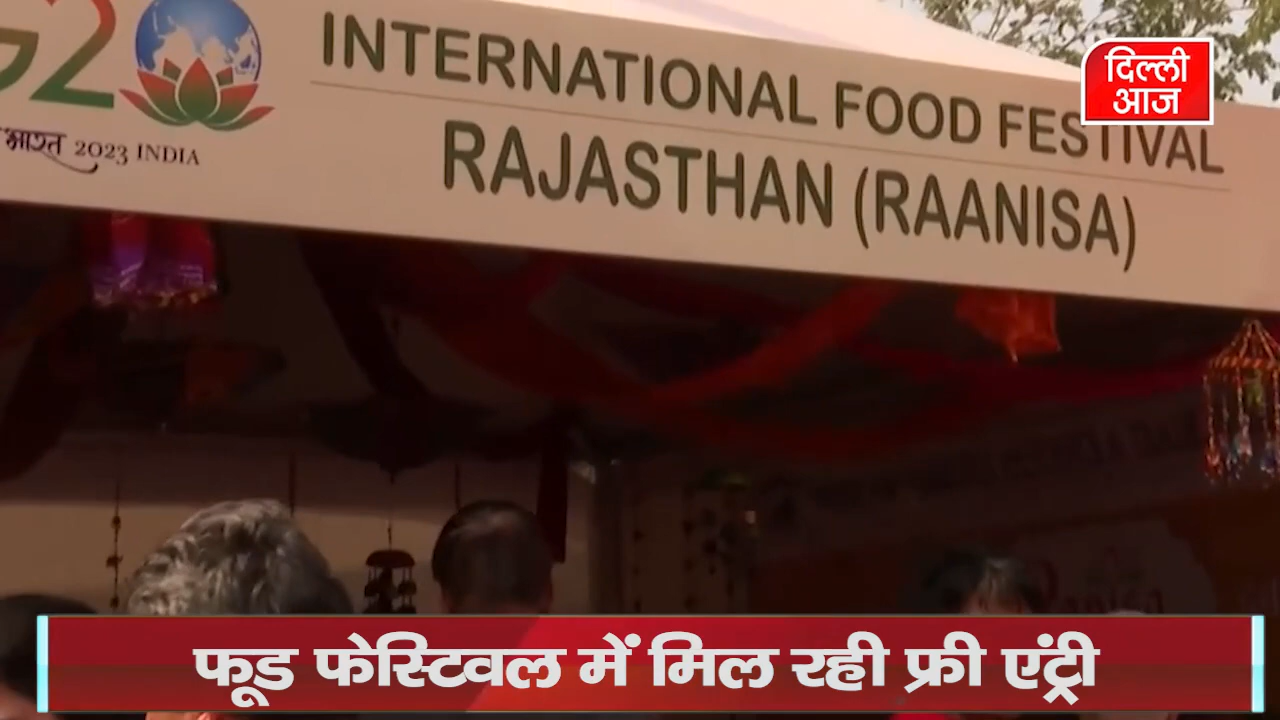 G20
भारत 2023 INDIA
INTERNATIONAL FOOD FESTIVAL
RAJASTHAN (RAANISA)
दिल्ली
आज
फूड फेस्टिवल में मिल रही फ्री एंट्री